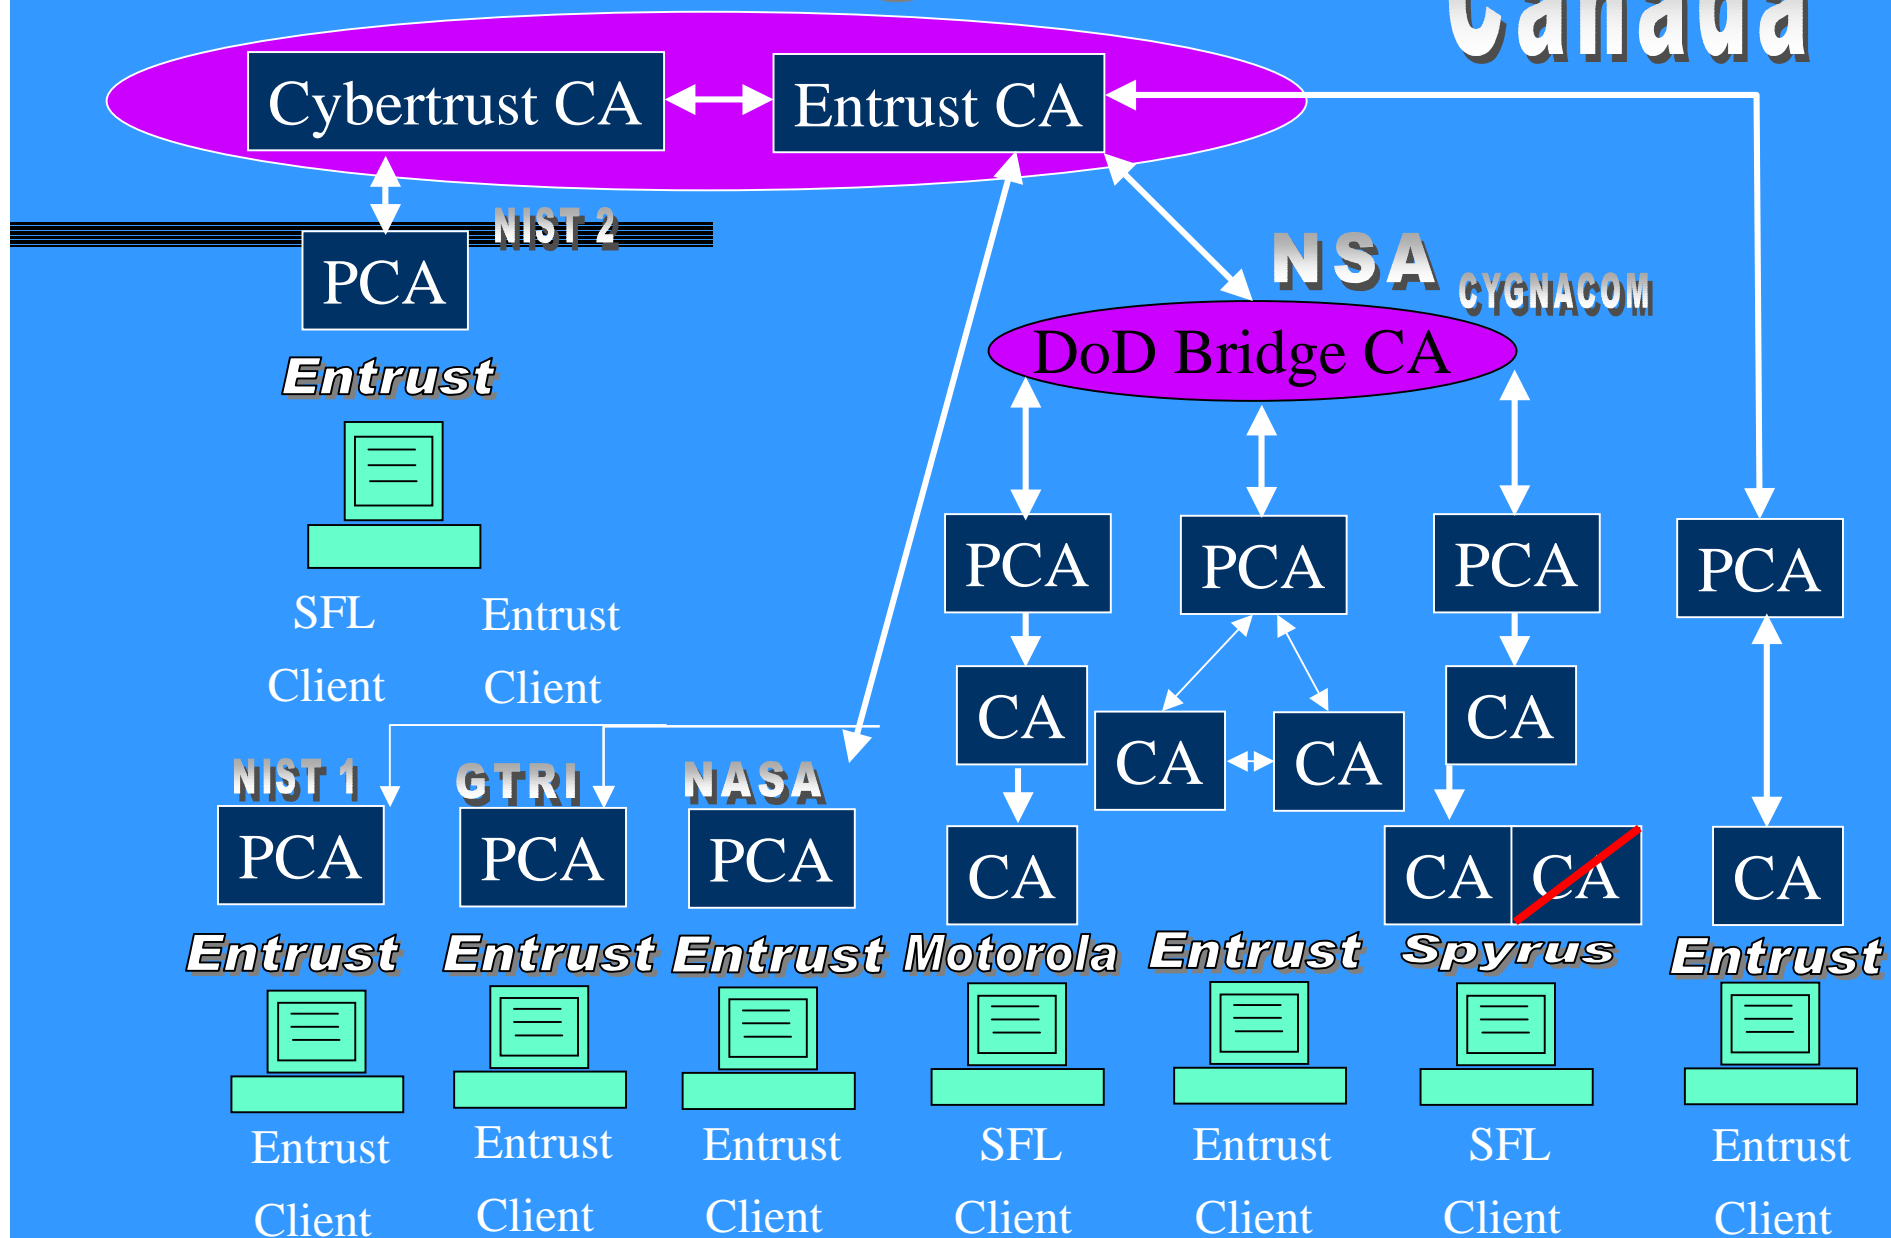 Canada
Cybertrust CA
Entrust CA
NIST 2
PCA
NSA
CYGNACOM
DoD Bridge CA
Entrust
PCA
PCA
PCA
PCA
SFL
Client
Entrust
Client
CA
CA
CA
CA
NIST 1
GTRI
NASA
PCA
PCA
PCA
CA
CA
CA
CA
Entrust
Entrust
Entrust
Motorola
Entrust
Spyrus
Entrust
Entrust
Client
Entrust
Client
Entrust
Client
SFL
Client
Entrust
Client
SFL
Client
Entrust
Client